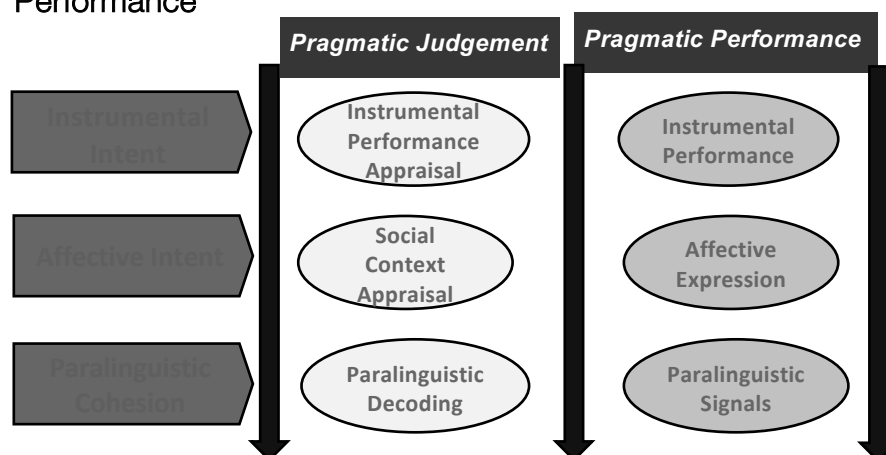 Performance
Pragmatic Judgement
Pragmatic Performance
Instrumental
Intent
Instrumental
Performance
Appraisal
Instrumental
Performance
Affective Intent
Social
Context
Appraisal
Affective
Expression
Paralinguistic
Cohesion
Paralinguistic
Decoding
Paralinguistic
Signals